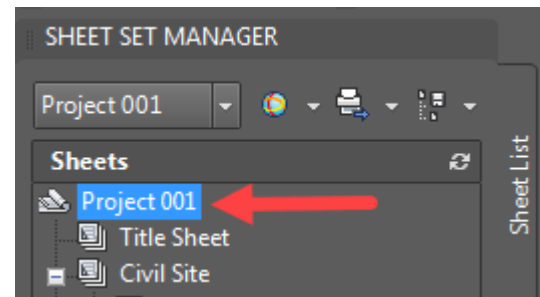 SHEET SET MANAGER
Project 001
Sheets
Project 001
Title Sheet
Civil Site
Sheet List